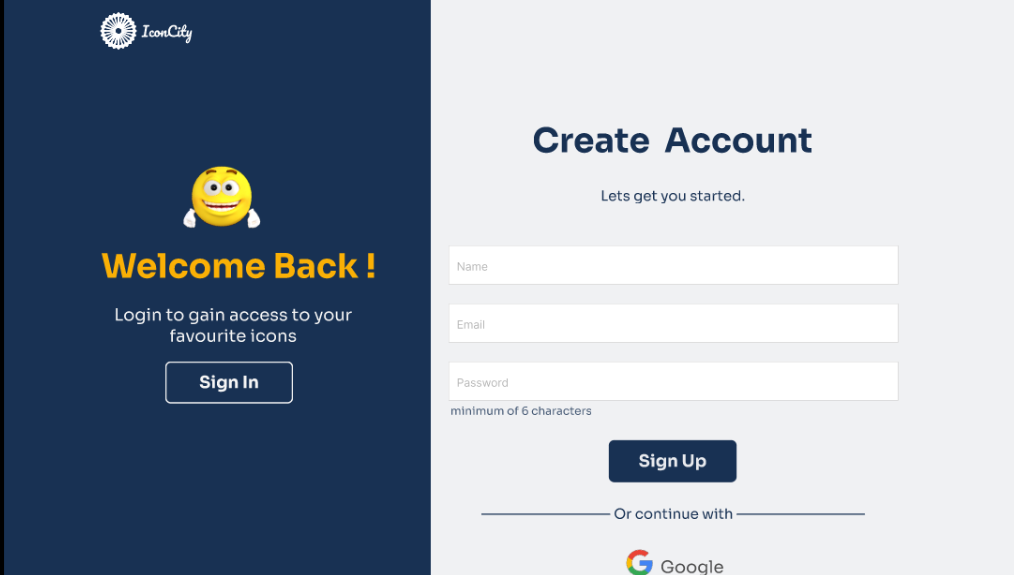 IconCity
Welcome Back !
Login to gain access to your
favourite icons
Sign In
Create Account
Lets get you started.
Name
Email
Password
minimum of 6 characters
Sign Up
Or continue with
Google